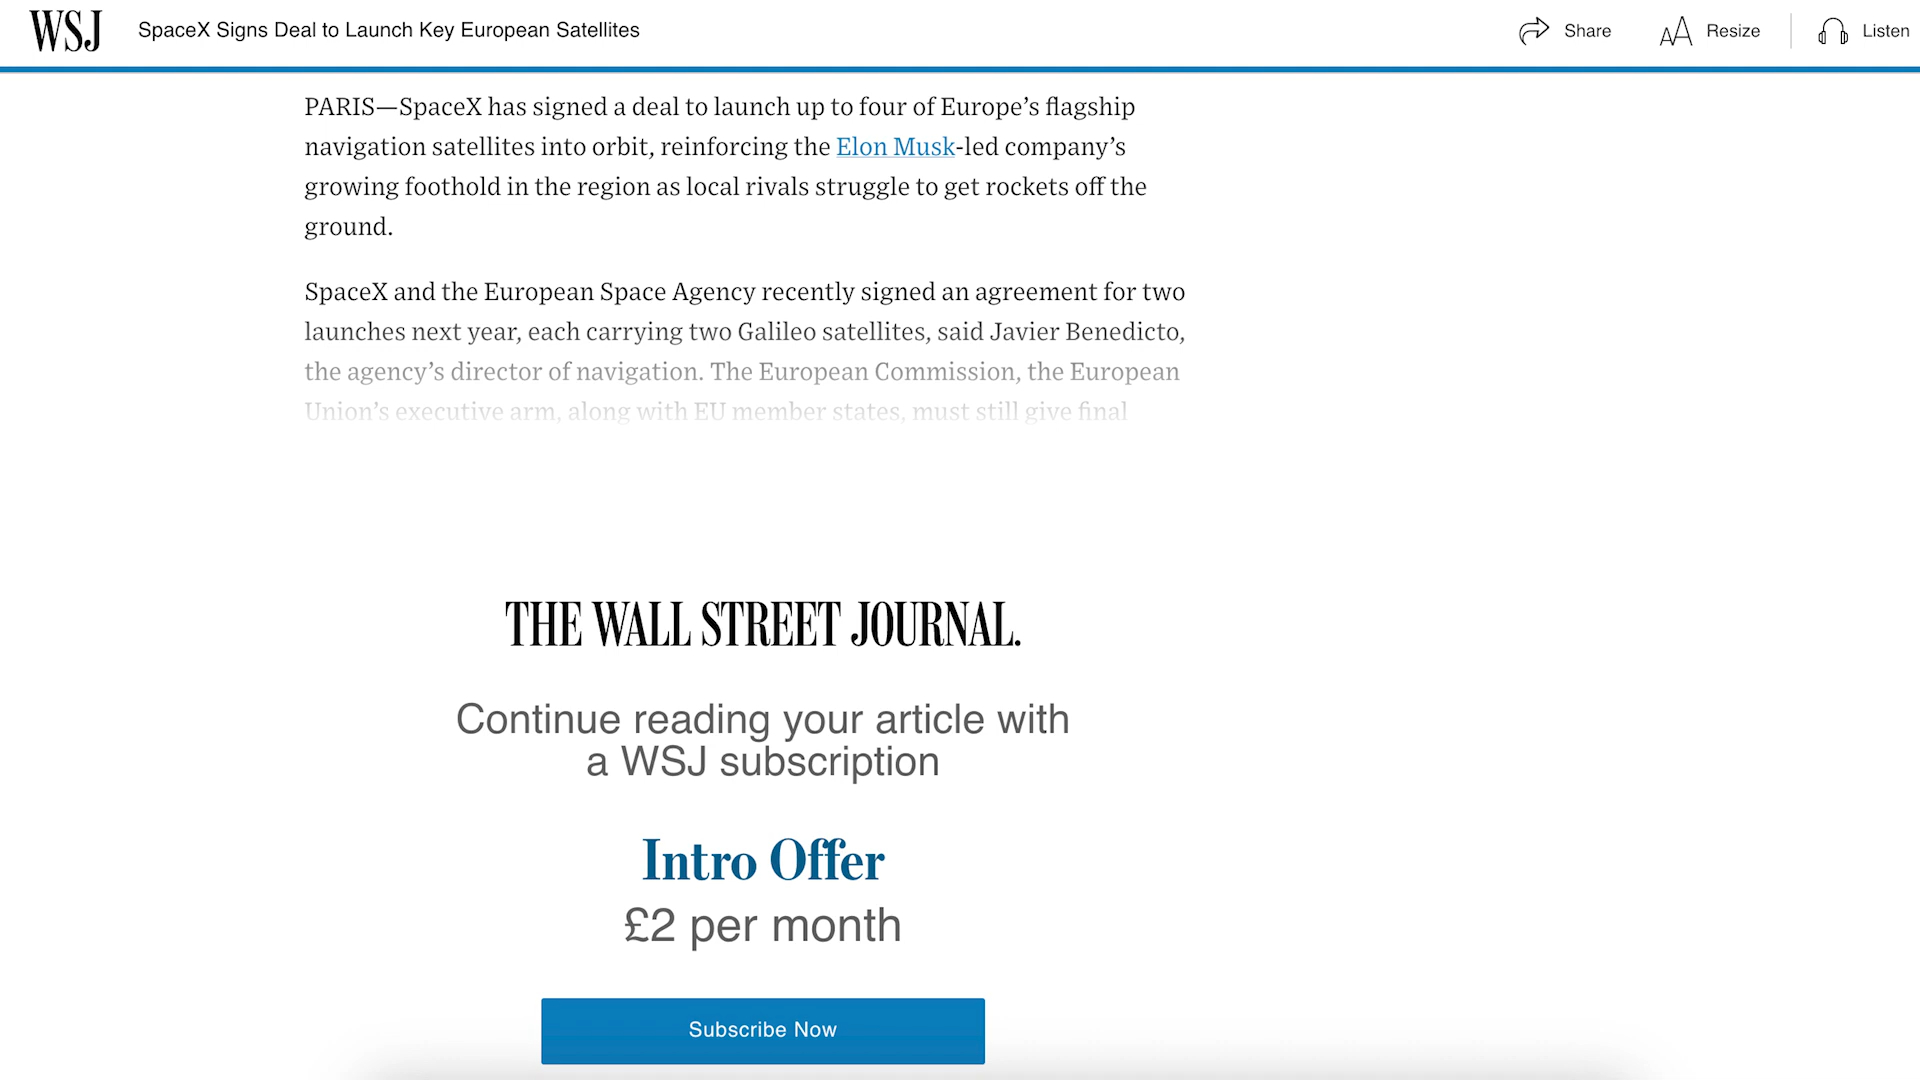 WSJ SpaceX Signs Deal to Launch Key European Satellites Share AA Resize Listen
PARIS—SpaceX has signed a deal to launch up to four of Europe’s flagship
navigation satellites into orbit, reinforcing the Elon Musk-led company’s
growing foothold in the region as local rivals struggle to get rockets off the
ground.
SpaceX and the European Space Agency recently signed an agreement for two
launches next year, each carrying two Galileo satellites, said Javier Benedicto,
the agency’s director of navigation. The European Commission, the European
Union’s executive arm, along with EU member states, must still give final
THE WALL STREET JOURNAL.
Continue reading your article with
a WSJ subscription
Intro Offer
£2 per month
Subscribe Now